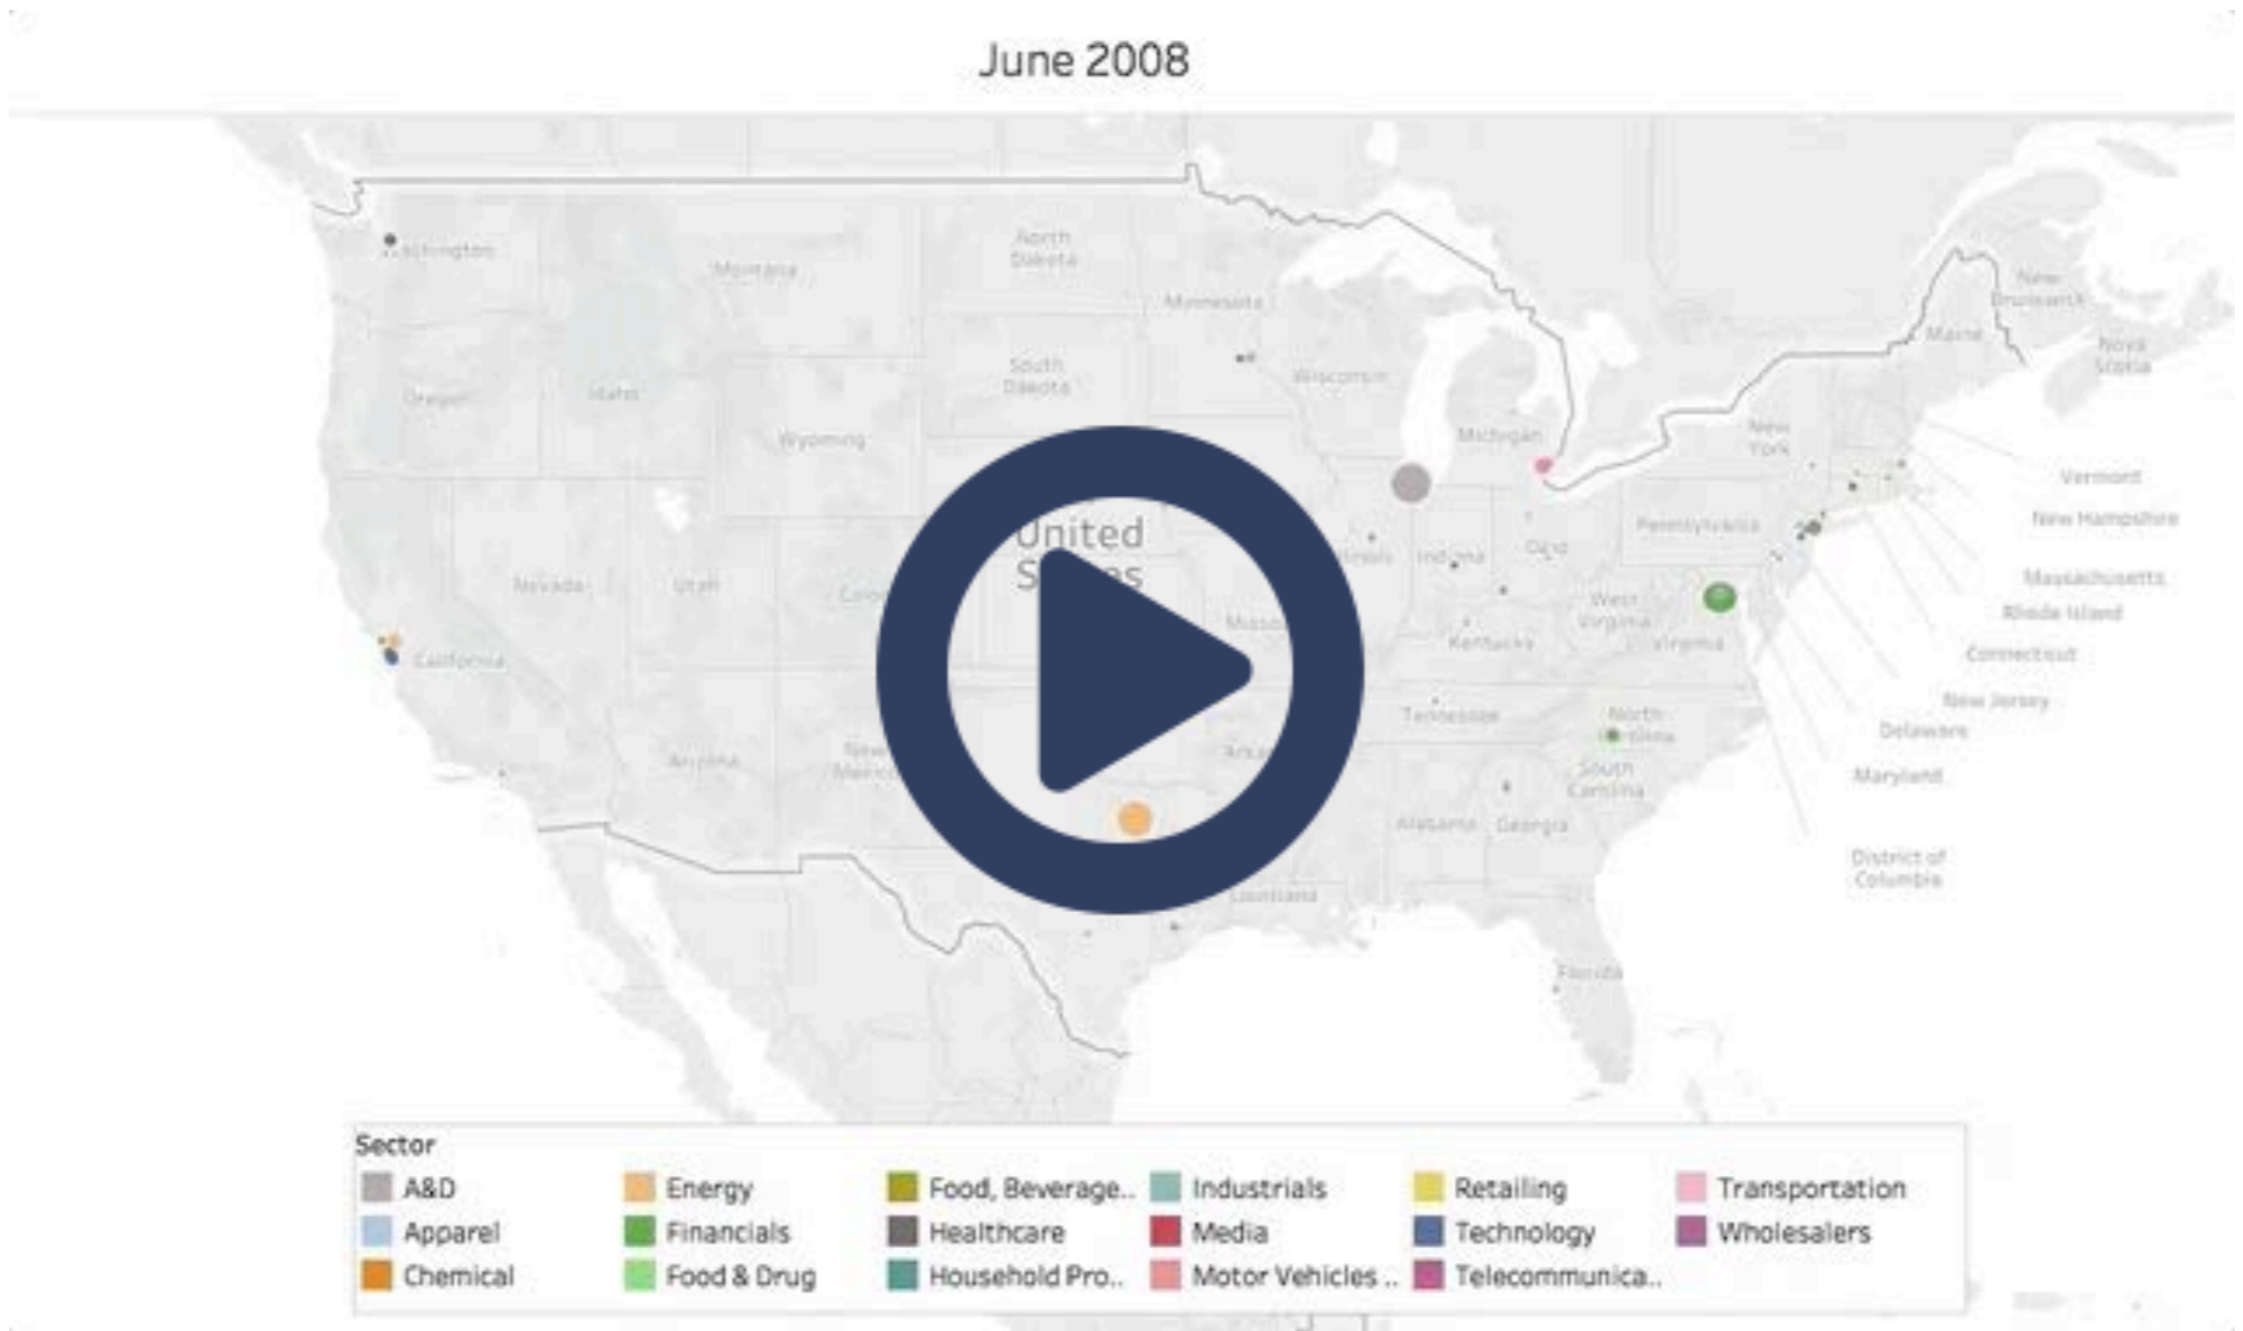 June 2008
North
Dakota
Montana
Minnesota
New
Brunswick
Maine
Nova
Scotia
South
Dakota
Wisconsin
Oregon
Idaho
Wyoming
Michigan
New
York
Vermont
New Hampshire
Pennsylvania
United
Indiana
Ohio
Massachusetts
Nevada
Utah
West
Virginia
Rhode Island
Kentucky
Virginia
Connecticut
California
New Jersey
Tennessee
North
Delaware
Arizona
South
Carolina
Maryland
Alabama
Georgia
District of
Columbia
Louisiana
Florida
Sector
A&D
Energy
Food, Beverage..
Industrials
Retailing
Transportation
Apparel
Financials
Healthcare
Media
Technology
Wholesalers
Chemical
Food & Drug
Household Pro..
Motor Vehicles ..
Telecommunica..